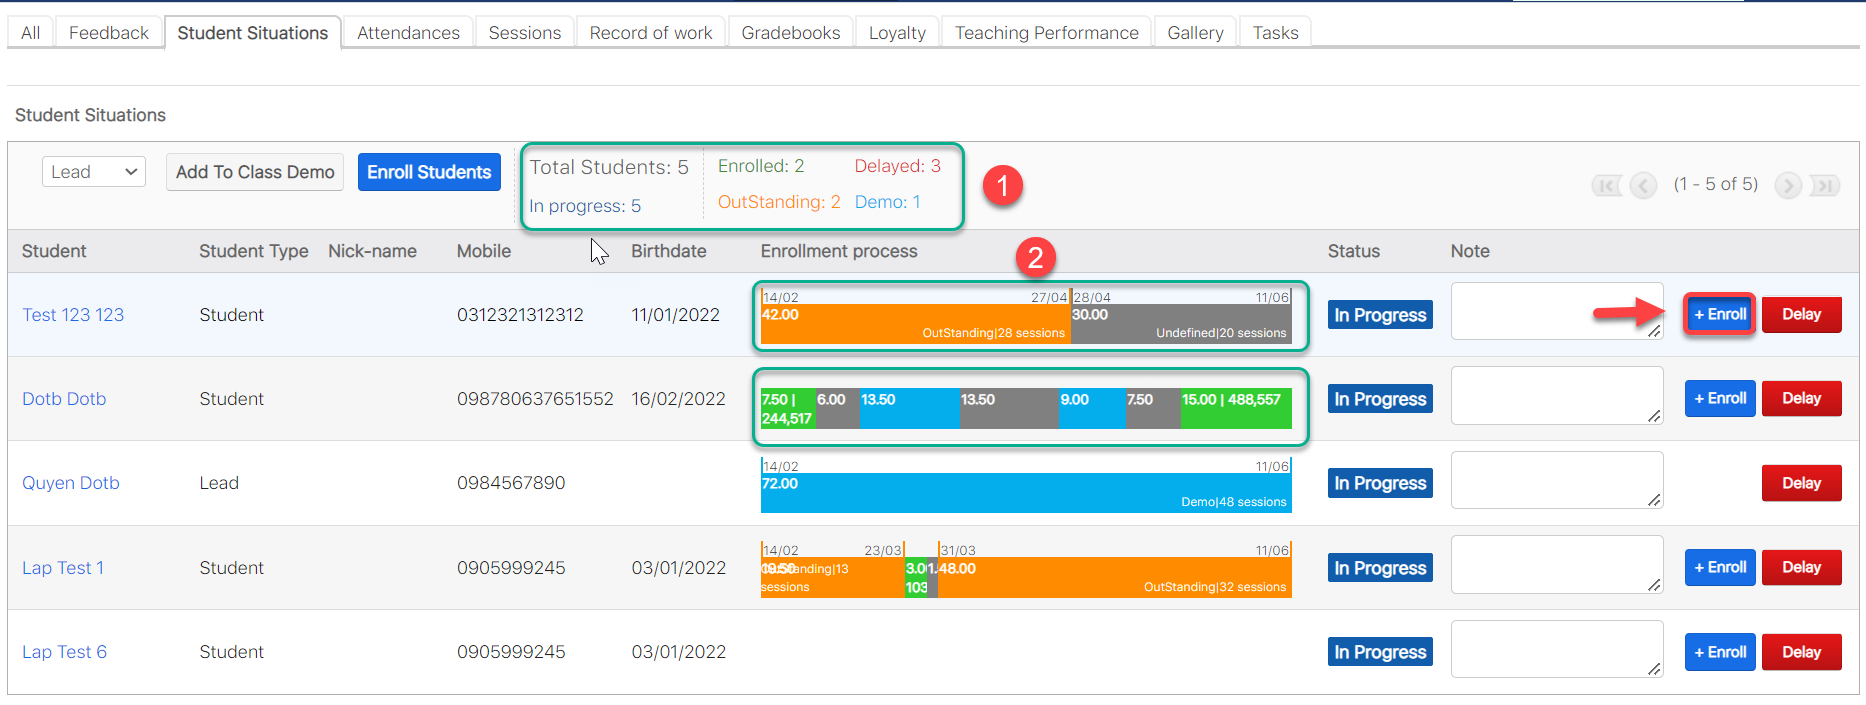 All Feedback Student Situations Attendances Sessions Record of work Gradebooks Loyalty Teaching Performance Gallery Tasks
Student Situations
Lead Add To Class Demo Enroll Students Total Students: 5 Enrolled: 2 Delayed: 3 1 (1 - 5 of 5)
In progress: 5 OutStanding: 2 Demo: 1
Student Student Type Nick-name Mobile Birthdate Enrollment process 2 Status Note
14/02 27/04 28/04 11/06
Test 123 123 Student 0312321312312 11/01/2022 42.00 30.00 In Progress + Enroll Delay
OutStanding|28 sessions Undefined|20 sessions
Dotb Dotb Student 098780637651552 16/02/2022 7.50 | 6.00 13.50 13.50 9.00 7.50 15.00 | 488,557 In Progress + Enroll Delay
244,517
14/02 11/06
Quyen Dotb Lead 0984567890 72.00 In Progress Delay
Demo|48 sessions
14/02 23/03 31/03 11/06
Lap Test 1 Student 0905999245 03/01/2022 48.00 In Progress + Enroll Delay
sessions 103 OutStanding|32 sessions
Lap Test 6 Student 0905999245 03/01/2022 In Progress + Enroll Delay